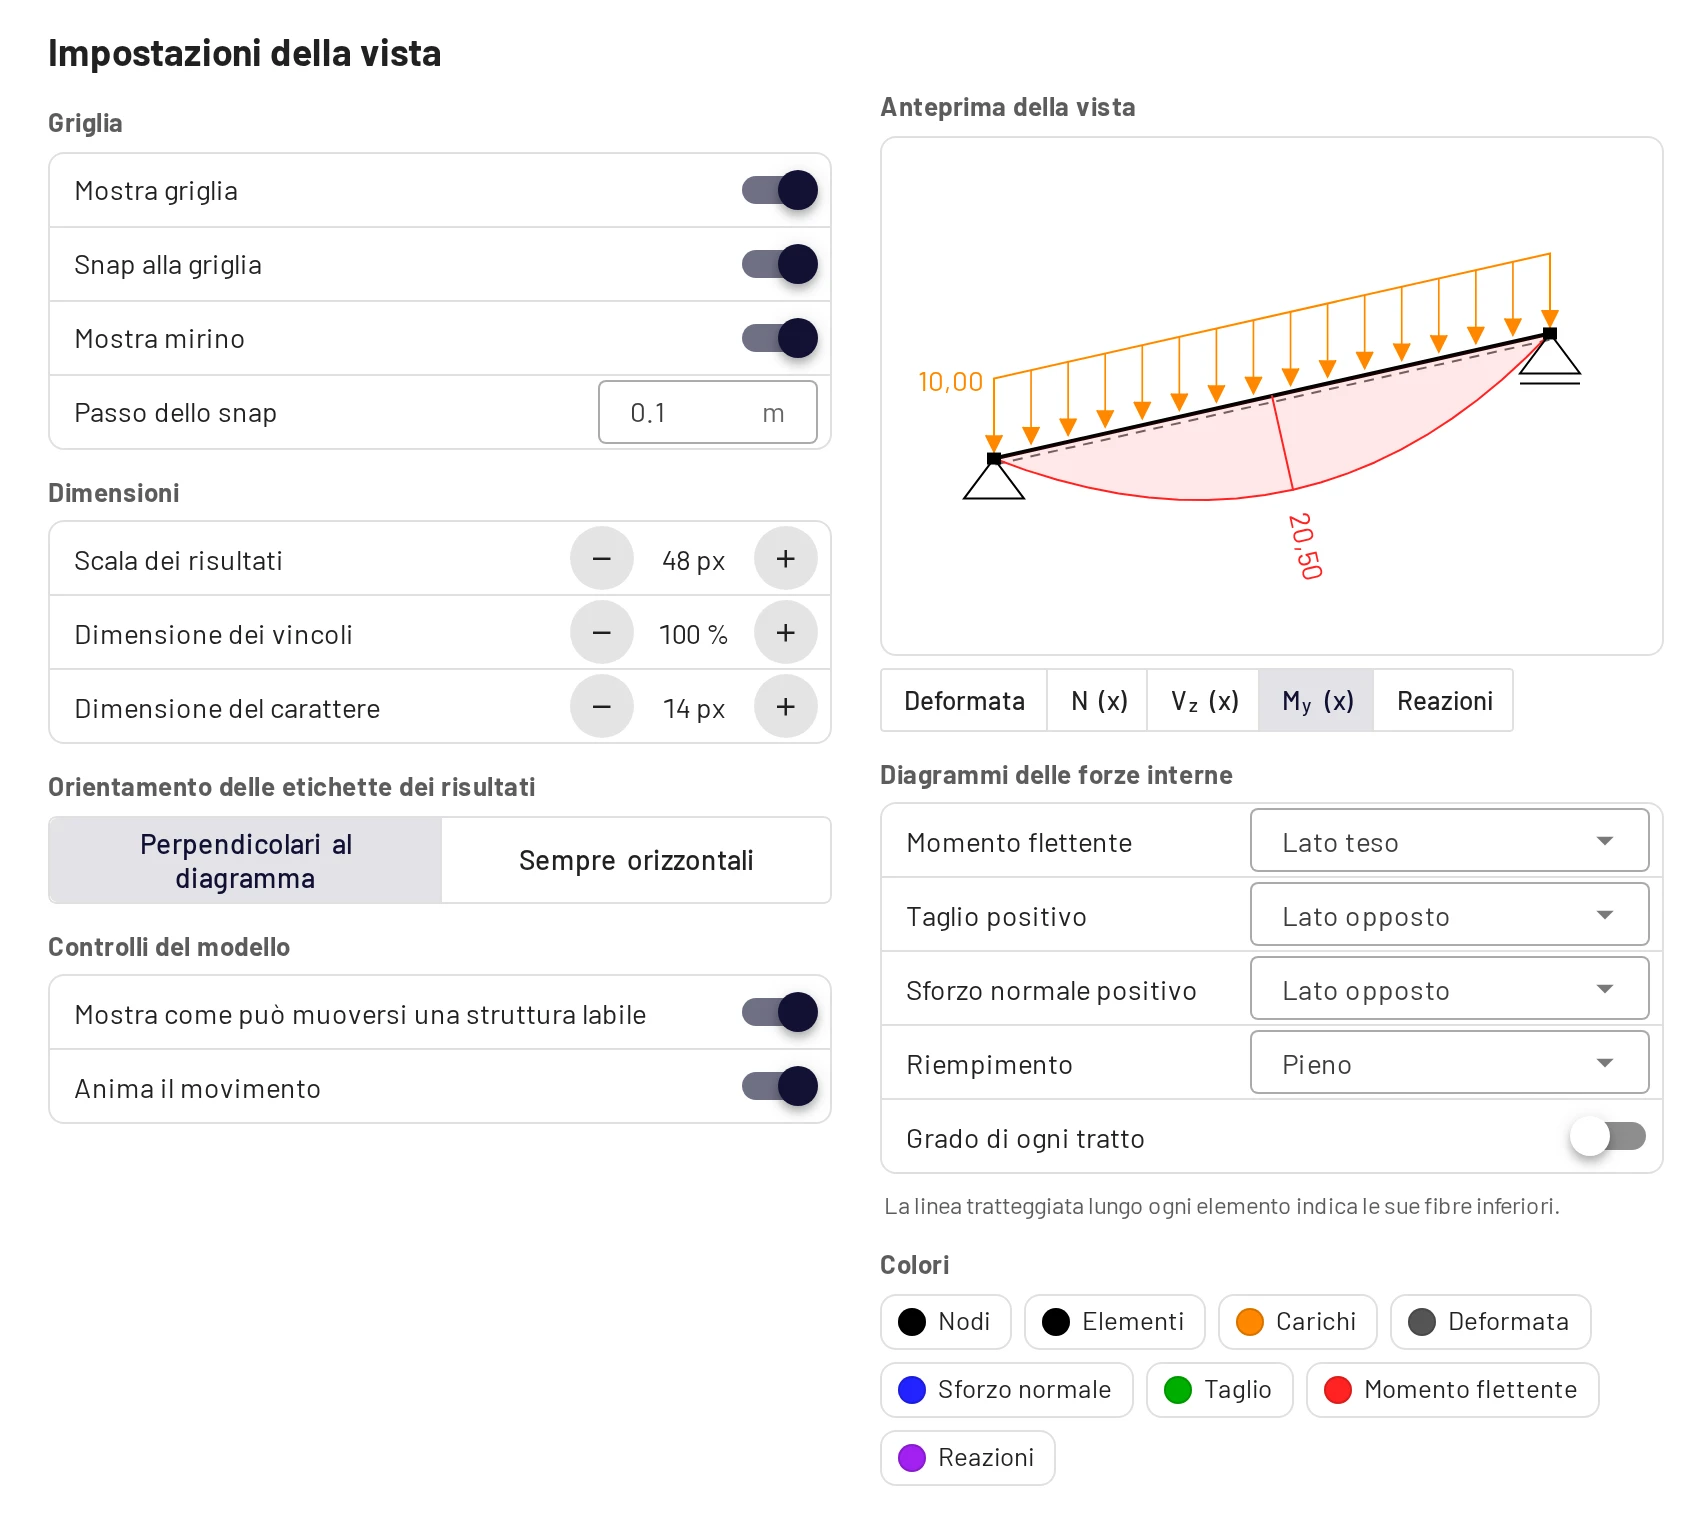 Impostazioni della vista
Griglia
Mostra griglia
Snap alla griglia
Mostra mirino
Passo dello snap
0.1 m
Dimensioni
Scala dei risultati
− 48 px +
Dimensione dei vincoli
− 100 % +
Dimensione del carattere
− 14 px +
Orientamento delle etichette dei risultati
Perpendicolari al
diagramma
Sempre orizzontali
Controlli del modello
Mostra come può muoversi una struttura labile
Anima il movimento
Anteprima della vista
10,00
20,50
Deformata
N (x)
Vz (x)
My (x)
Reazioni
Diagrammi delle forze interne
Momento flettente
Lato teso
Taglio positivo
Lato opposto
Sforzo normale positivo
Lato opposto
Riempimento
Pieno
Grado di ogni tratto
La linea tratteggiata lungo ogni elemento indica le sue fibre inferiori.
Colori
Nodi
Elementi
Carichi
Deformata
Sforzo normale
Taglio
Momento flettente
Reazioni